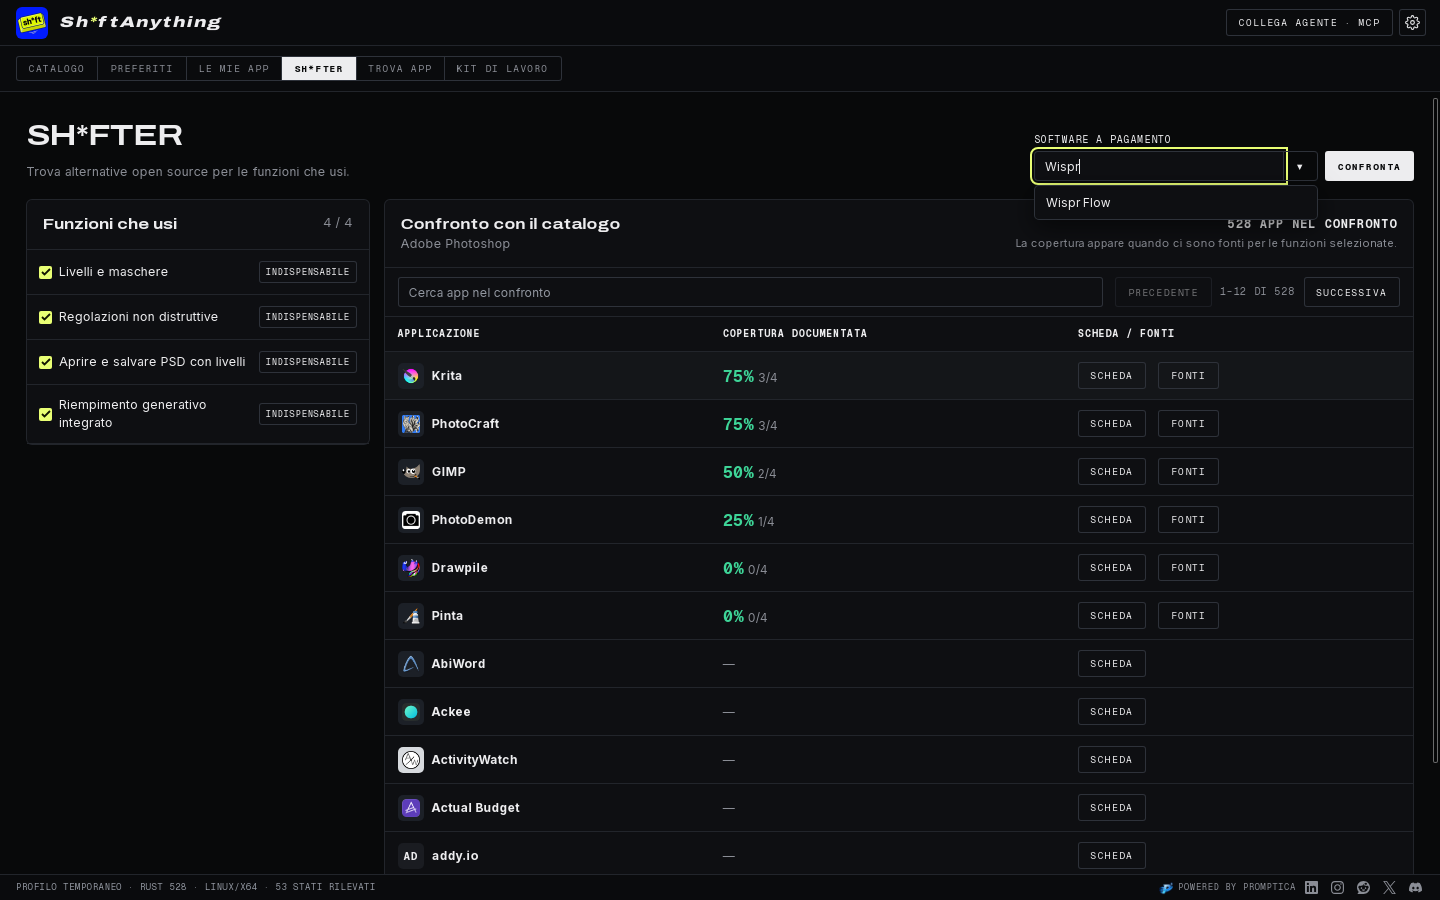 sh*ft
Sh*ftAnything
COLLEGA AGENTE · MCP
CATALOGO
PREFERITI
LE MIE APP
SH*FTER
TROVA APP
KIT DI LAVORO
SH*FTER
Trova alternative open source per le funzioni che usi.
SOFTWARE A PAGAMENTO
Wispr
CONFRONTA
Wispr Flow
Funzioni che usi
4 / 4
Livelli e maschere
INDISPENSABILE
Regolazioni non distruttive
INDISPENSABILE
Aprire e salvare PSD con livelli
INDISPENSABILE
Riempimento generativo
integrato
INDISPENSABILE
Confronto con il catalogo
Adobe Photoshop
528 APP NEL CONFRONTO
La copertura appare quando ci sono fonti per le funzioni selezionate.
Cerca app nel confronto
PRECEDENTE
1–12 DI 528
SUCCESSIVA
APPLICAZIONE
COPERTURA DOCUMENTATA
SCHEDA / FONTI
Krita
75% 3/4
SCHEDA
FONTI
PhotoCraft
75% 3/4
SCHEDA
FONTI
GIMP
50% 2/4
SCHEDA
FONTI
PhotoDemon
25% 1/4
SCHEDA
FONTI
Drawpile
0% 0/4
SCHEDA
FONTI
Pinta
0% 0/4
SCHEDA
FONTI
AbiWord
—
SCHEDA
Ackee
—
SCHEDA
ActivityWatch
—
SCHEDA
Actual Budget
—
SCHEDA
AD
addy.io
—
SCHEDA
PROFILO TEMPORANEO · RUST 528 · LINUX/X64 · 53 STATI RILEVATI
POWERED BY PROMPTICA